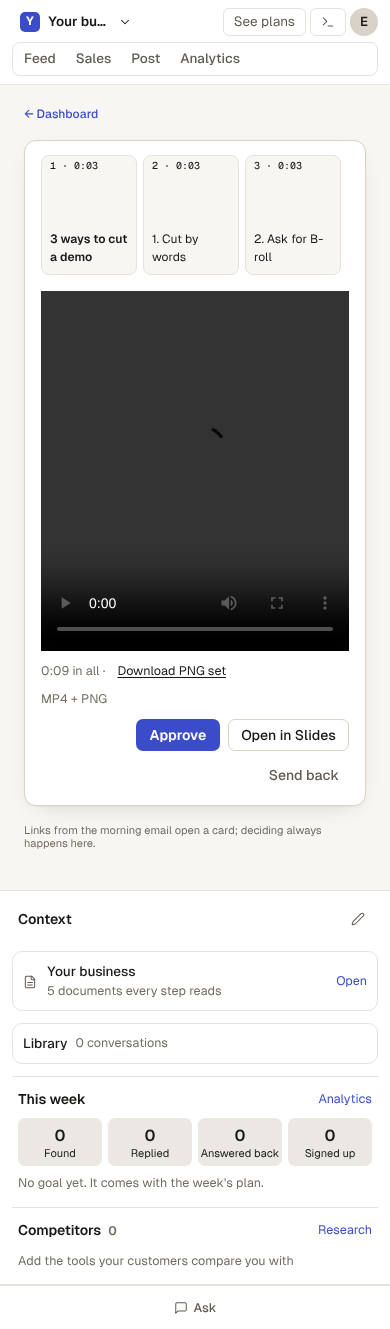 Y Your bu... See plans E
Feed Sales Post Analytics
← Dashboard
1 · 0:03 2 · 0:03 3 · 0:03
3 ways to cut a demo
1. Cut by words
2. Ask for B-roll
0:00
0:09 in all · Download PNG set
MP4 + PNG
Approve Open in Slides
Send back
Links from the morning email open a card; deciding always
happens here.
Context
Your business
5 documents every step reads
Open
Library 0 conversations
This week Analytics
0 0 0 0
Found Replied Answered back Signed up
No goal yet. It comes with the week's plan.
Competitors 0 Research
Add the tools your customers compare you with
Ask